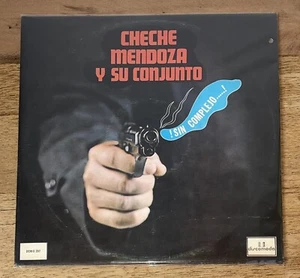 CHECHE
MENDOZA
Y SU CONJUNTO
¡SIN COMPLEJO....!